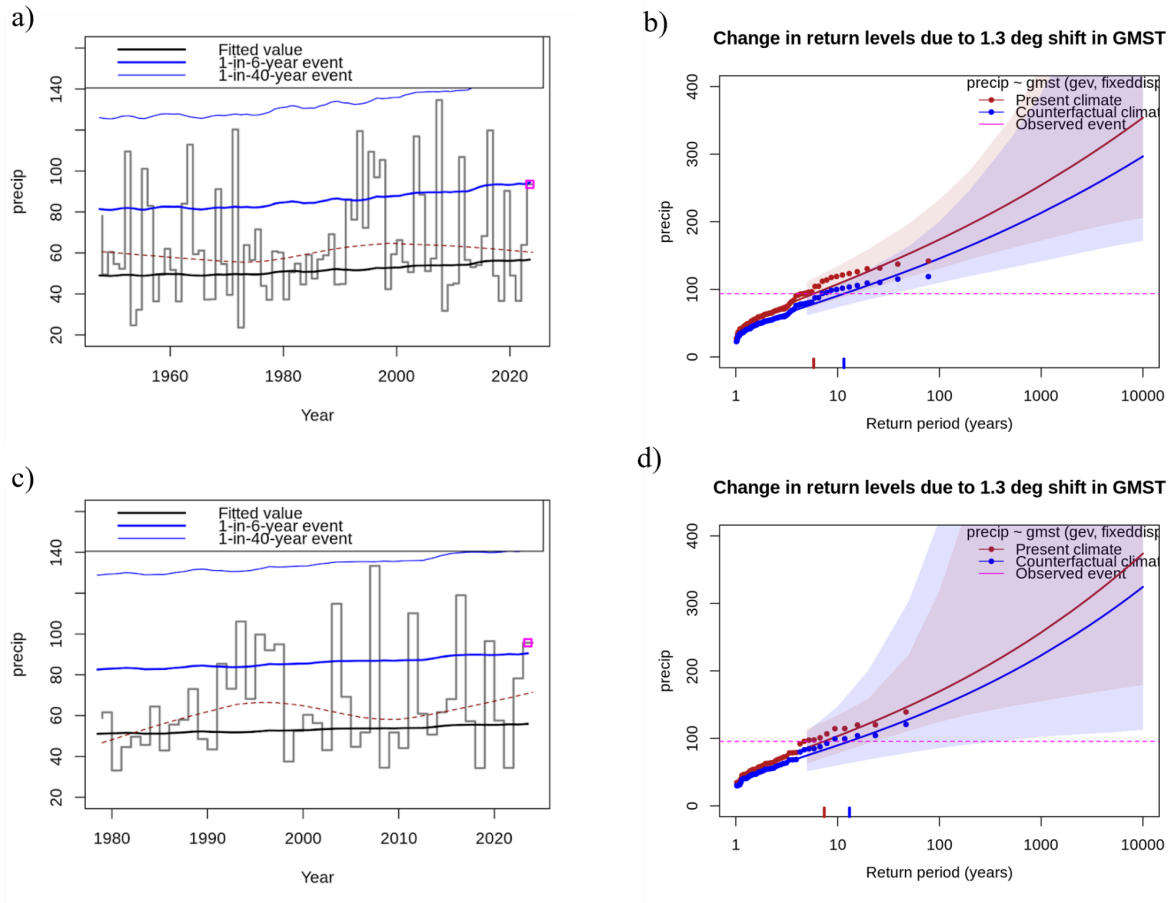 a)
Fitted value
1-in-6-year event
1-in-40-year event
140
100
80
60
40
20
precip
1960
1980
2000
2020
Year
b)
Change in return levels due to 1.3 deg shift in GMST
precip ~ gmst (gev, fixeddisp
Present climate
Counterfactual climat
Observed event
400
300
200
100
0
precip
1
10
100
1000
10000
Return period (years)
c)
Fitted value
1-in-6-year event
1-in-40-year event
140
100
80
60
40
20
precip
1980
1990
2000
2010
2020
Year
d)
Change in return levels due to 1.3 deg shift in GMST
precip ~ gmst (gev, fixeddisp
Present climate
Counterfactual climat
Observed event
400
300
200
100
0
precip
1
10
100
1000
10000
Return period (years)